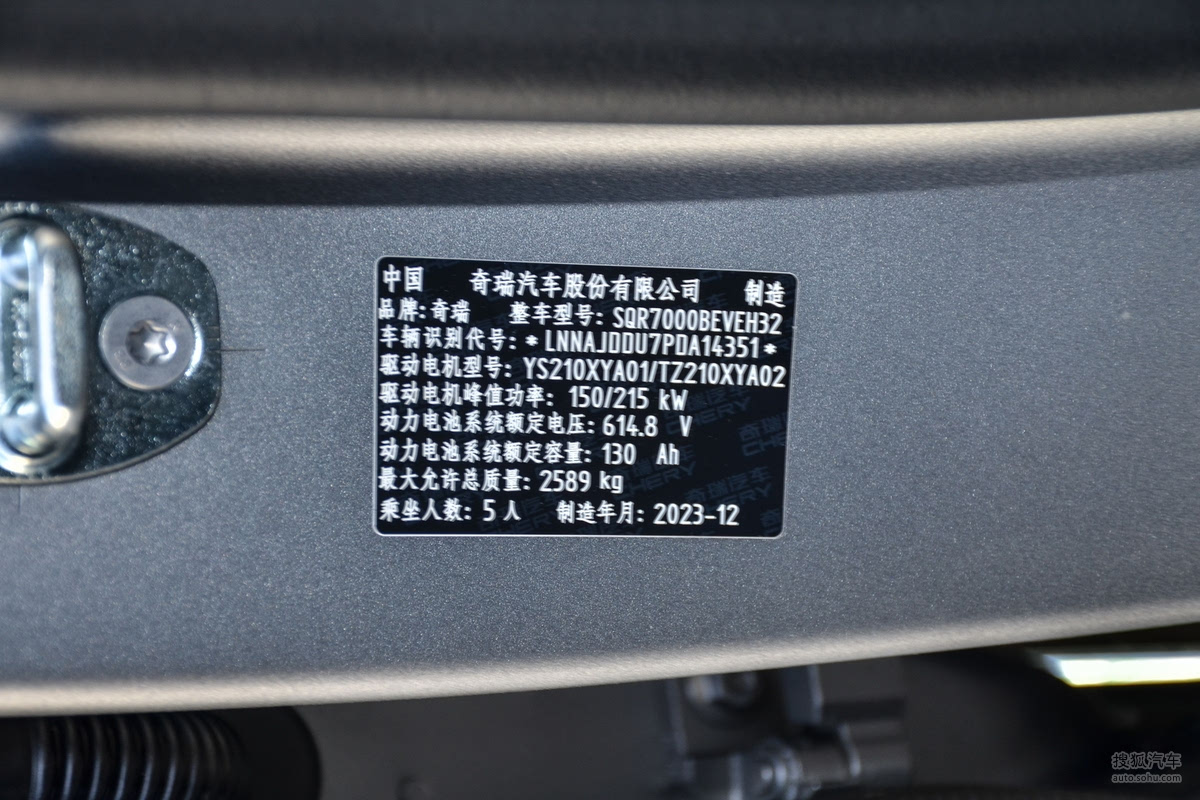 中国 奇瑞汽车股份有限公司 制造
品牌:奇瑞 整车型号: SQR7000BEVEH32
车辆识别代号: *LNNAJDDU7PDA14351*
驱动电机型号: YS210XYA01/TZ210XYA02
驱动电机峰值功率: 150/215 kW
动力电池系统额定电压: 614.8 V
动力电池系统额定容量: 130 Ah
最大允许总质量: 2589 kg
乘坐人数: 5人 制造年月: 2023-12
搜狐汽车
auto.sohu.com